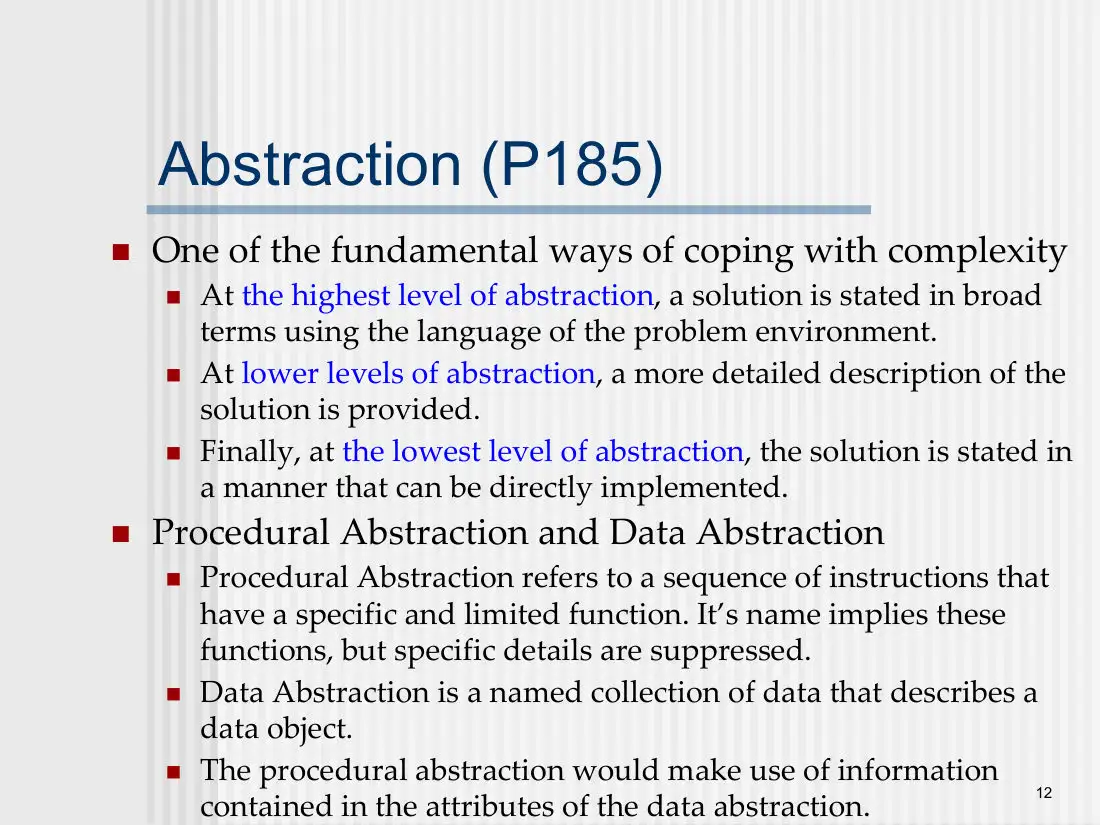 Abstraction (P185)
One of the fundamental ways of coping with complexity
At the highest level of abstraction, a solution is stated in broad
terms using the language of the problem environment.
At lower levels of abstraction, a more detailed description of the
solution is provided.
Finally, at the lowest level of abstraction, the solution is stated in
a manner that can be directly implemented.
Procedural Abstraction and Data Abstraction
Procedural Abstraction refers to a sequence of instructions that
have a specific and limited function. It’s name implies these
functions, but specific details are suppressed.
Data Abstraction is a named collection of data that describes a
data object.
The procedural abstraction would make use of information
contained in the attributes of the data abstraction.
12